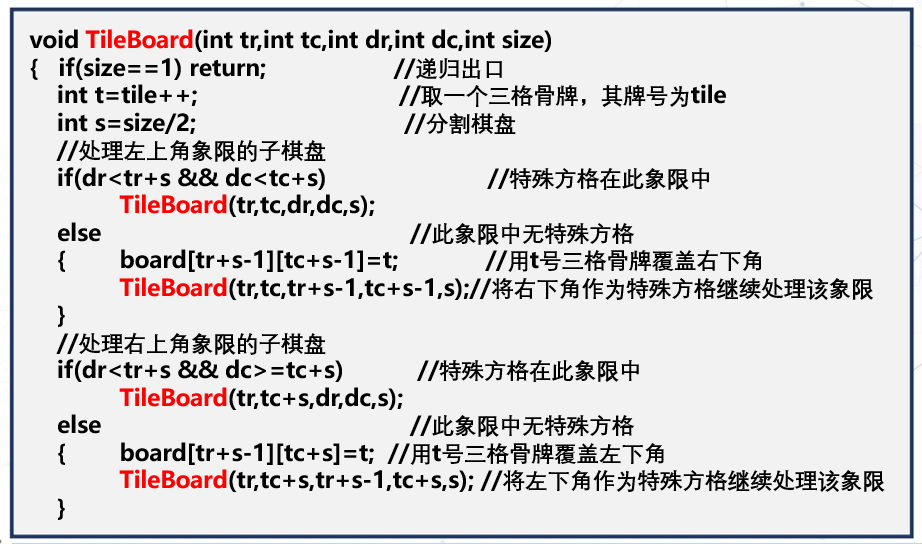 void TileBoard(int tr,int tc,int dr,int dc,int size)
{ if(size==1) return; //递归出口
int t=tile++; //取一个三格骨牌，其牌号为tile
int s=size/2; //分割棋盘
//处理左上角象限的子棋盘
if(dr<tr+s && dc<tc+s) //特殊方格在此象限中
TileBoard(tr,tc,dr,dc,s);
else //此象限中无特殊方格
{ board[tr+s-1][tc+s-1]=t; //用t号三格骨牌覆盖右下角
TileBoard(tr,tc,tr+s-1,tc+s-1,s);//将右下角作为特殊方格继续处理该象限
}
//处理右上角象限的子棋盘
if(dr<tr+s && dc>=tc+s) //特殊方格在此象限中
TileBoard(tr,tc+s,dr,dc,s);
else //此象限中无特殊方格
{ board[tr+s-1][tc+s]=t; //用t号三格骨牌覆盖左下角
TileBoard(tr,tc+s,tr+s-1,tc+s,s); //将左下角作为特殊方格继续处理该象限
}